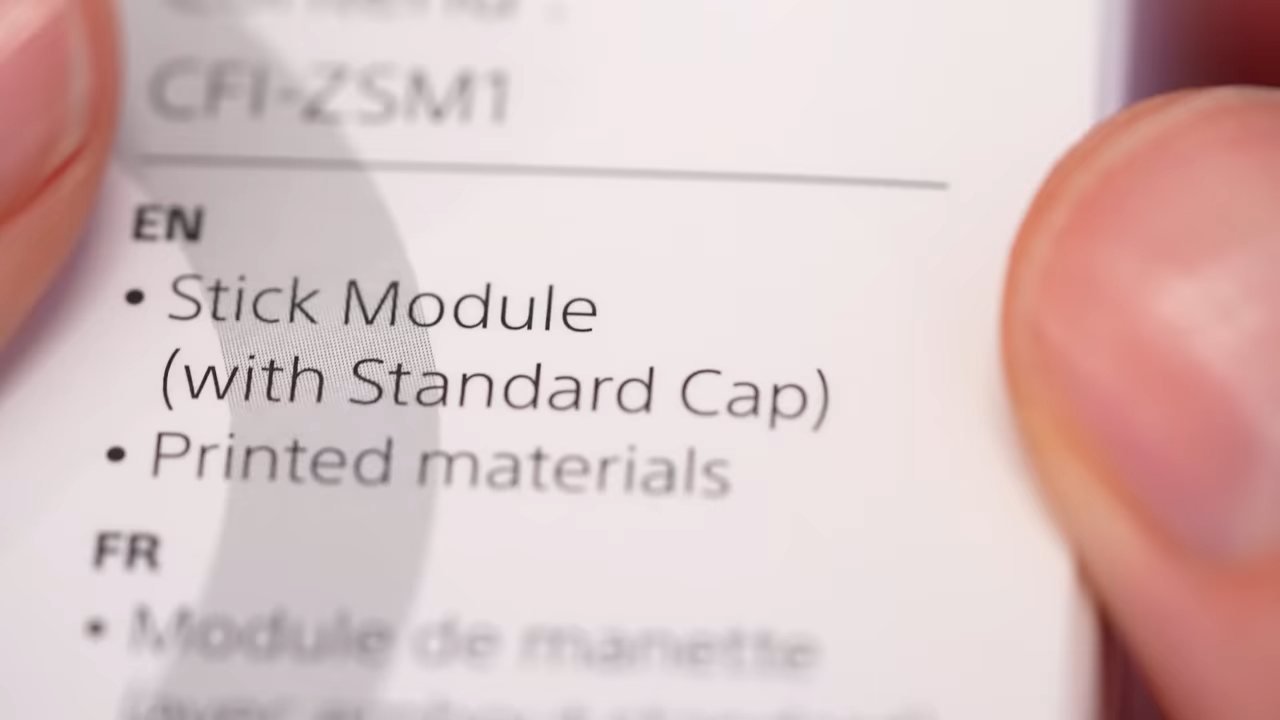 CFI-ZSM1
EN
• Stick Module
(with Standard Cap)
• Printed materials
FR
• Module de manette